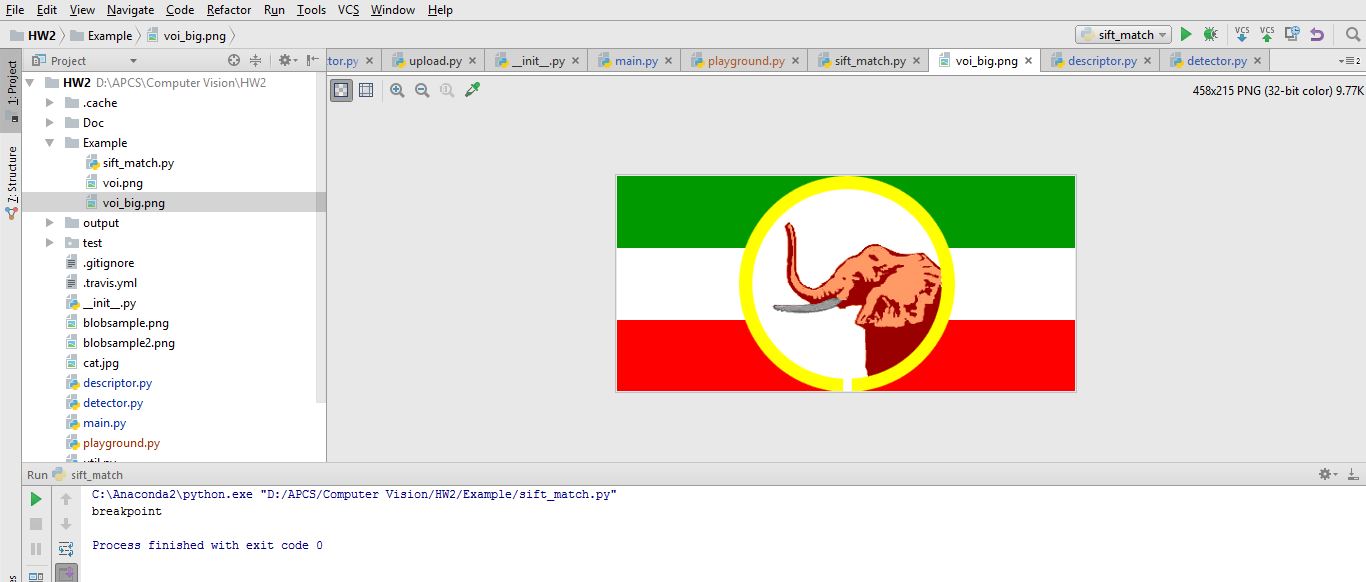 File Edit View Navigate Code Refactor Run Tools VCS Window Help
HW2 Example voi_big.png sift_match VCS VCS
Project tor.py upload.py __init__.py main.py playground.py sift_match.py voi_big.png descriptor.py detector.py 2
1: Project
7: Structure
HW2 D:\APCS\Computer Vision\HW2
458x215 PNG (32-bit color) 9.77K
.cache
Doc
Example
sift_match.py
voi.png
voi_big.png
output
test
.gitignore
.travis.yml
__init__.py
blobsample.png
blobsample2.png
cat.jpg
descriptor.py
detector.py
main.py
playground.py
Run sift_match
C:\Anaconda2\python.exe "D:/APCS/Computer Vision/HW2/Example/sift_match.py"
breakpoint
Process finished with exit code 0